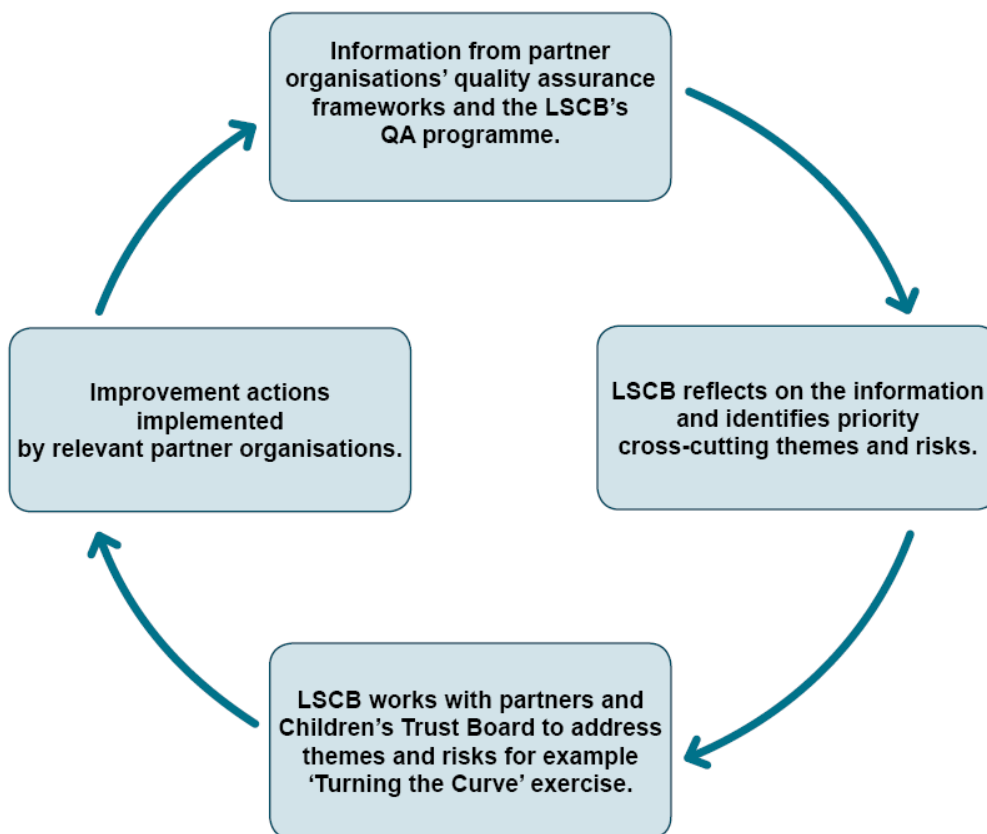 Information from partner
organisations’ quality assurance
frameworks and the LSCB’s
QA programme.
LSCB reflects on the information
and identifies priority
cross-cutting themes and risks.
LSCB works with partners and
Children’s Trust Board to address
themes and risks for example
‘Turning the Curve’ exercise.
Improvement actions
implemented
by relevant partner organisations.